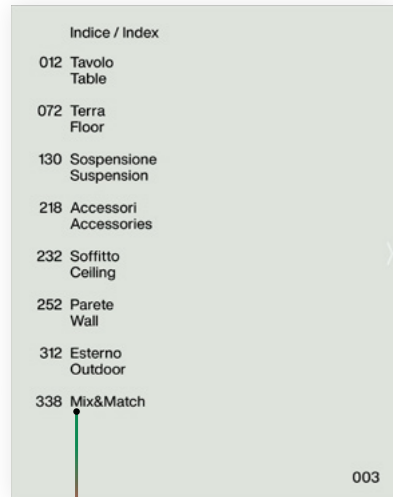 Indice / Index
012 Tavolo
Table
072 Terra
Floor
130 Sospensione
Suspension
218 Accessori
Accessories
232 Soffitto
Ceiling
252 Parete
Wall
312 Esterno
Outdoor
338 Mix&Match
003